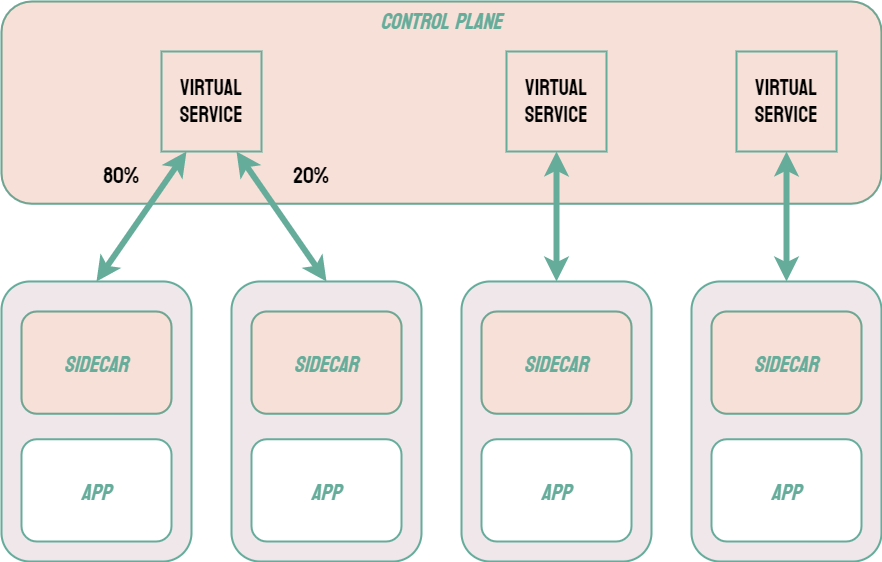 CONTROL PLANE
VIRTUAL
SERVICE
VIRTUAL
SERVICE
VIRTUAL
SERVICE
80%
20%
SIDECAR
SIDECAR
SIDECAR
SIDECAR
APP
APP
APP
APP